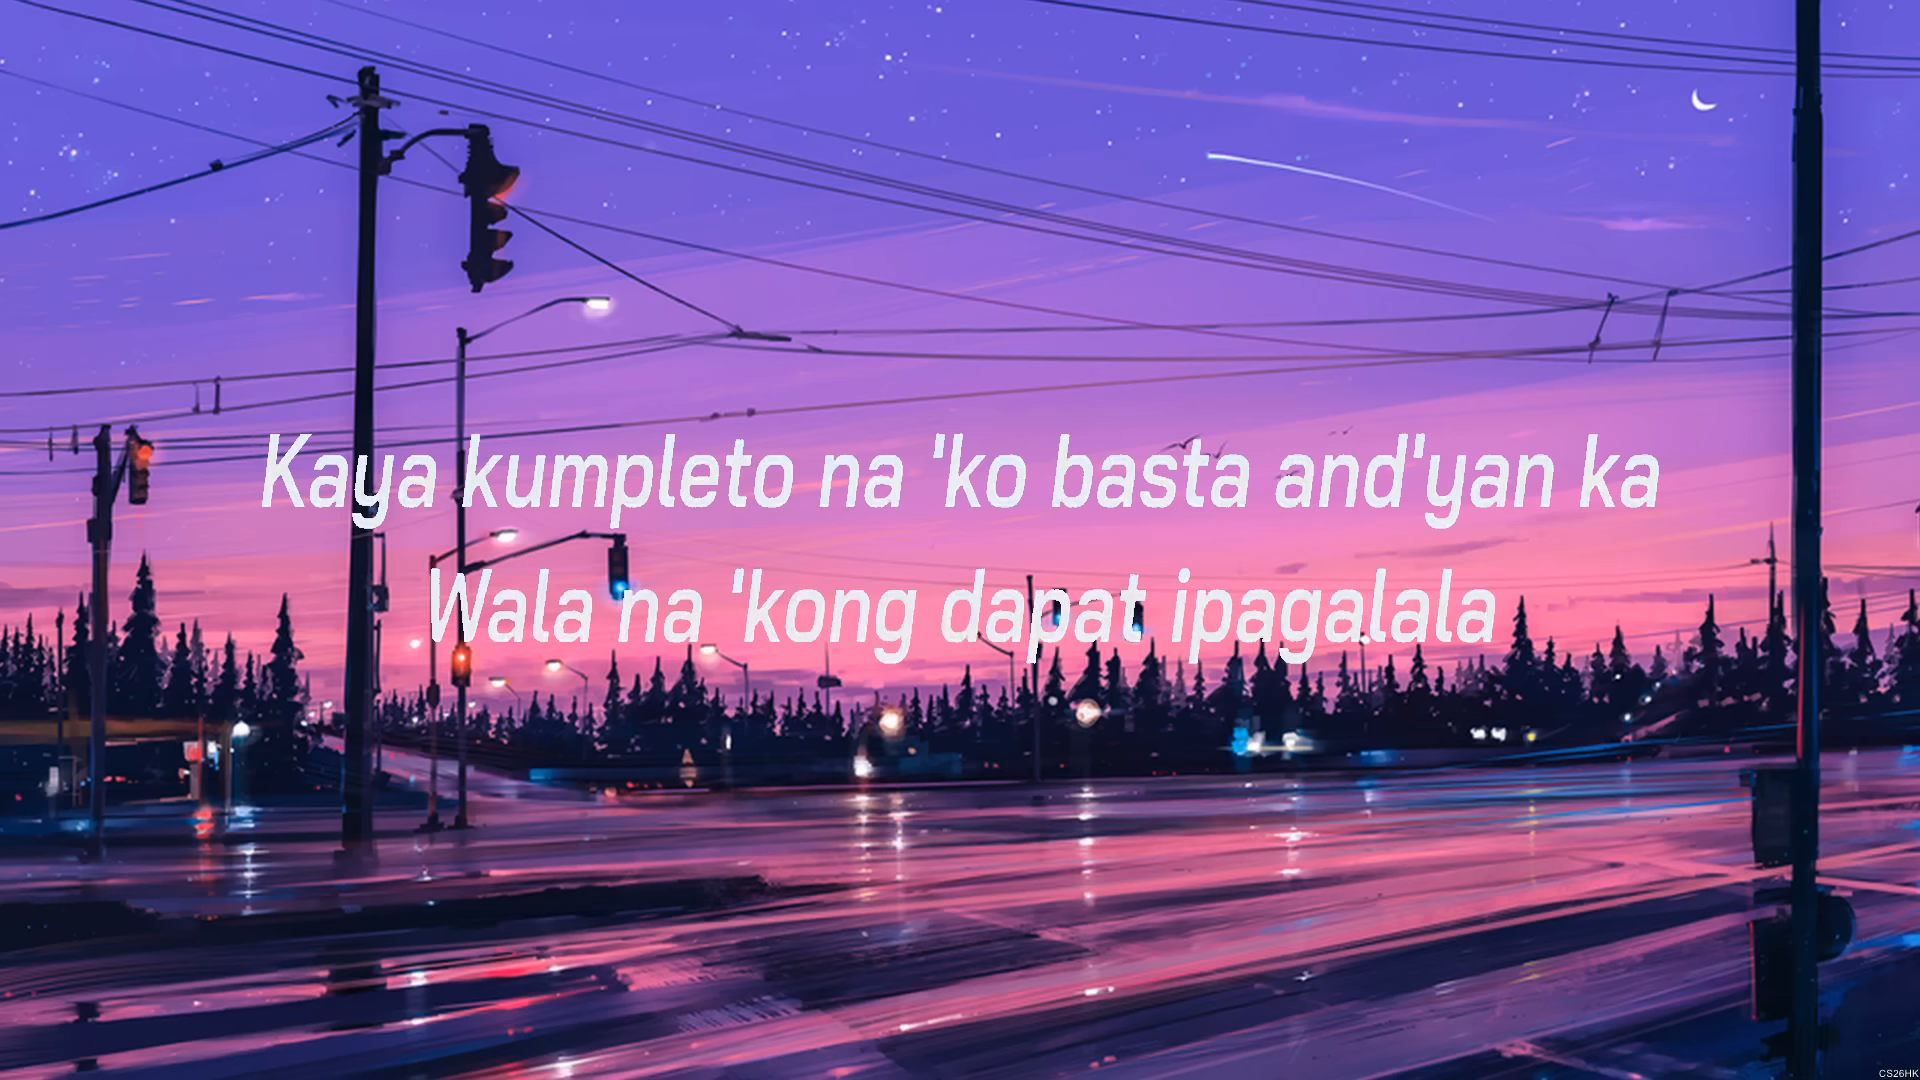 Kaya kumpleto na 'ko basta and'yan ka
Wala na 'kong dapat ipagalala
CS26HK